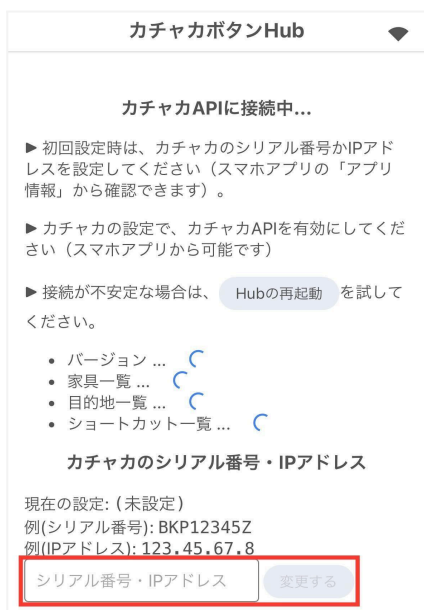 カチャカボタンHub
カチャカAPIに接続中...
▶ 初回設定時は、カチャカのシリアル番号かIPアド
レスを設定してください（スマホアプリの「アプリ
情報」から確認できます）。
▶ カチャカの設定で、カチャカAPIを有効にしてくだ
さい（スマホアプリから可能です）
▶ 接続が不安定な場合は、 Hubの再起動 を試して
ください。
• バージョン ...
• 家具一覧 ...
• 目的地一覧 ...
• ショートカット一覧 ...
カチャカのシリアル番号・IPアドレス
現在の設定: (未設定)
例(シリアル番号): BKP12345Z
例(IPアドレス): 123.45.67.8
シリアル番号・IPアドレス 変更する